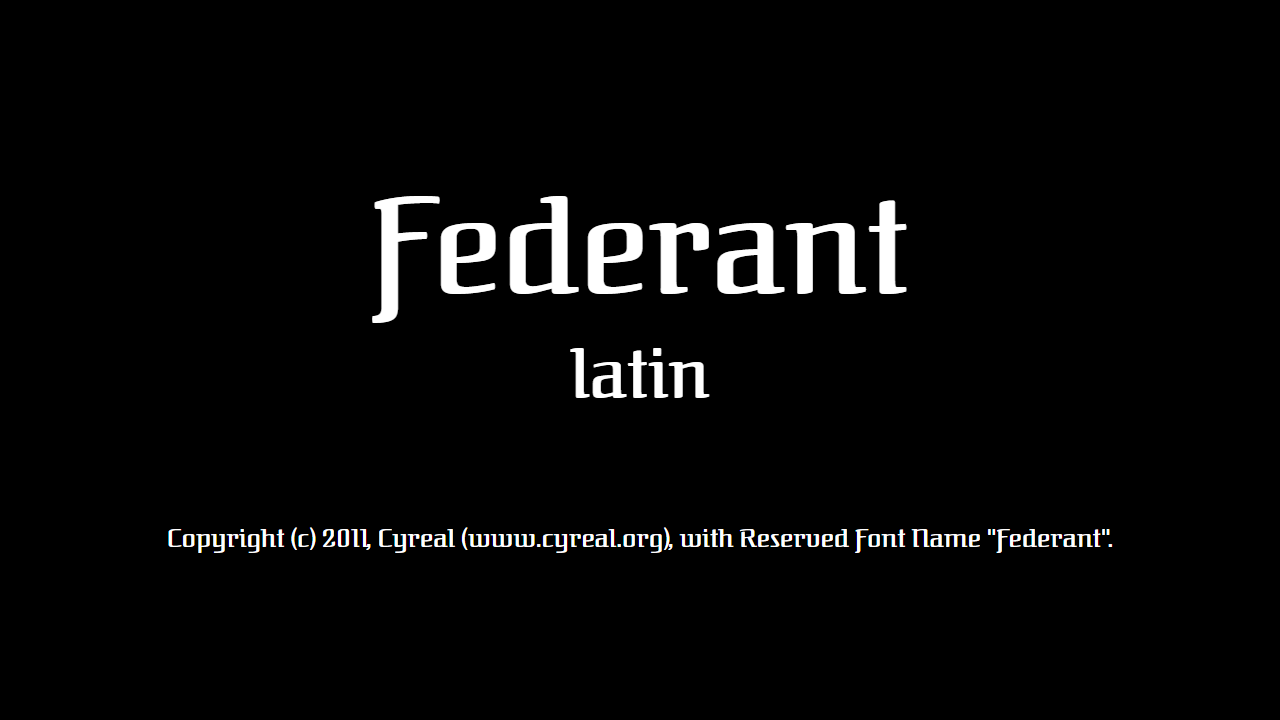 Federant
latin
Copyright (c) 2011, Cyreal (www.cyreal.org), with Reserved Font Name "Federant".